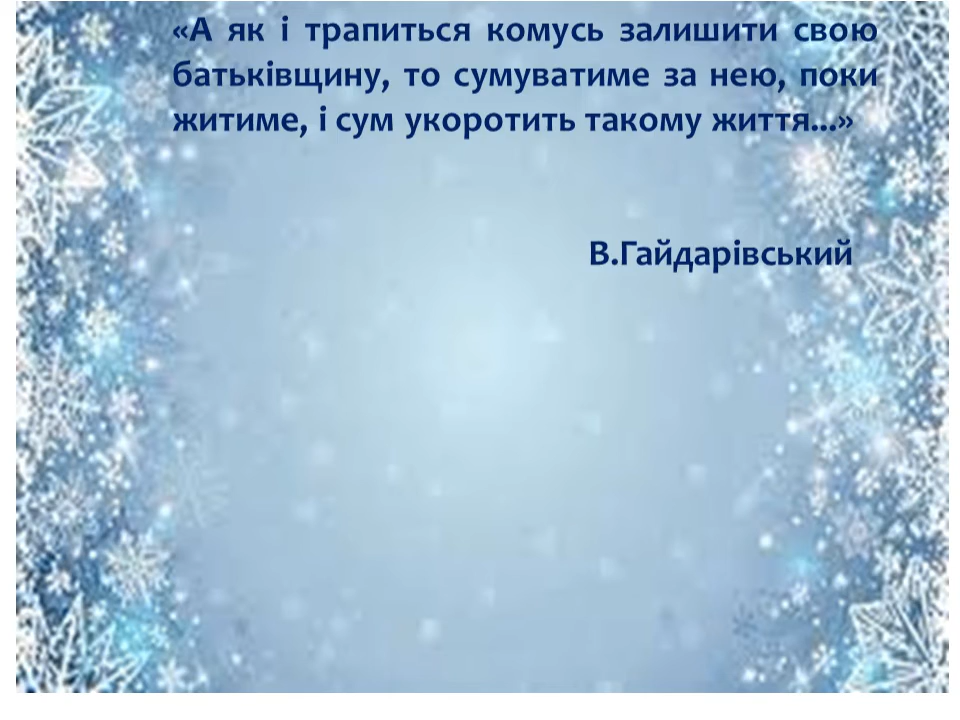 «А як і трапиться комусь залишити свою
батьківщину, то сумуватиме за нею, поки
житиме, і сум укоротить такому життя...»
В.Гайдарівський